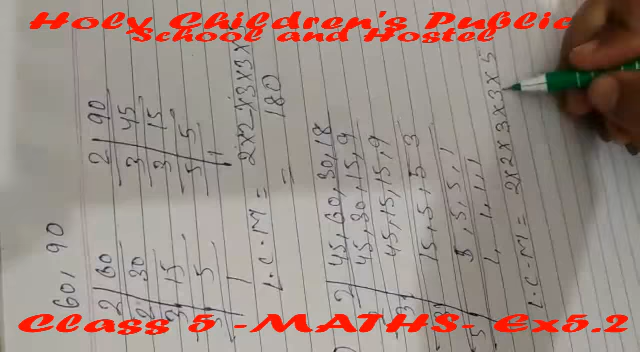 Holy Children's Public
School and Hostel
60, 90
2 | 60
2 | 30
3 | 15
5 | 5
1
2 | 90
3 | 45
3 | 15
5 | 5
1
L.C.M = 2×2×3×3×
= 180
2 | 45, 60, 30, 18
45, 30, 15, 9
3 | 45, 15, 15, 9
3 | 15, 5, 5, 3
5 | 5, 5, 5, 1
1, 1, 1, 1
L.C.M = 2×2×3×3×5
Class 5 -MATHS- Ex5.2